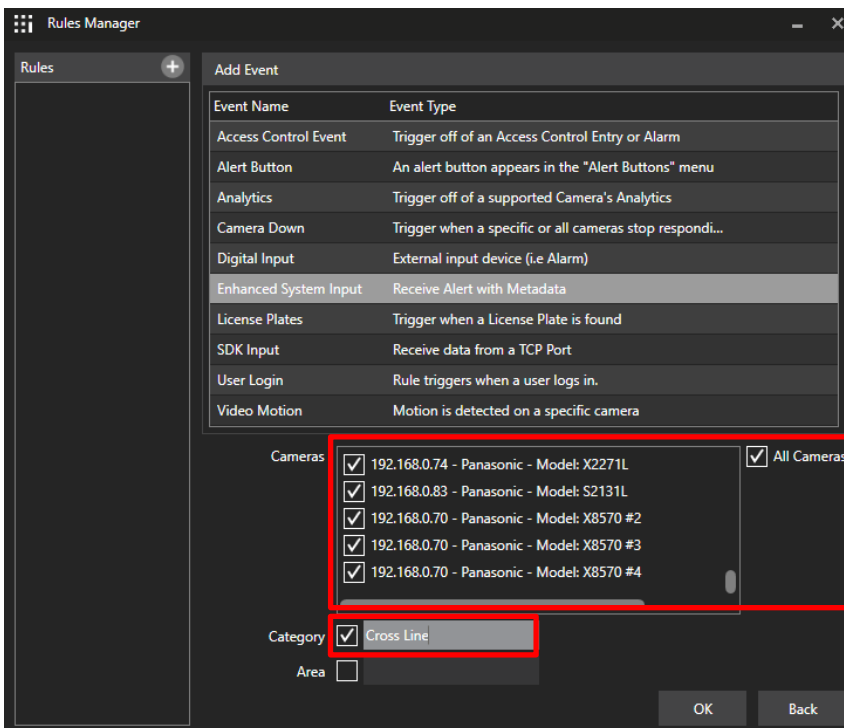 Rules Manager
Rules
Add Event
Event Name Event Type
Access Control Event Trigger off of an Access Control Entry or Alarm
Alert Button An alert button appears in the "Alert Buttons" menu
Analytics Trigger off of a supported Camera's Analytics
Camera Down Trigger when a specific or all cameras stop respondi...
Digital Input External input device (i.e Alarm)
Enhanced System Input Receive Alert with Metadata
License Plates Trigger when a License Plate is found
SDK Input Receive data from a TCP Port
User Login Rule triggers when a user logs in.
Video Motion Motion is detected on a specific camera
Cameras
192.168.0.74 - Panasonic - Model: X2271L
All Cameras
192.168.0.83 - Panasonic - Model: S2131L
192.168.0.70 - Panasonic - Model: X8570 #2
192.168.0.70 - Panasonic - Model: X8570 #3
192.168.0.70 - Panasonic - Model: X8570 #4
Category Cross Line
Area
OK Back